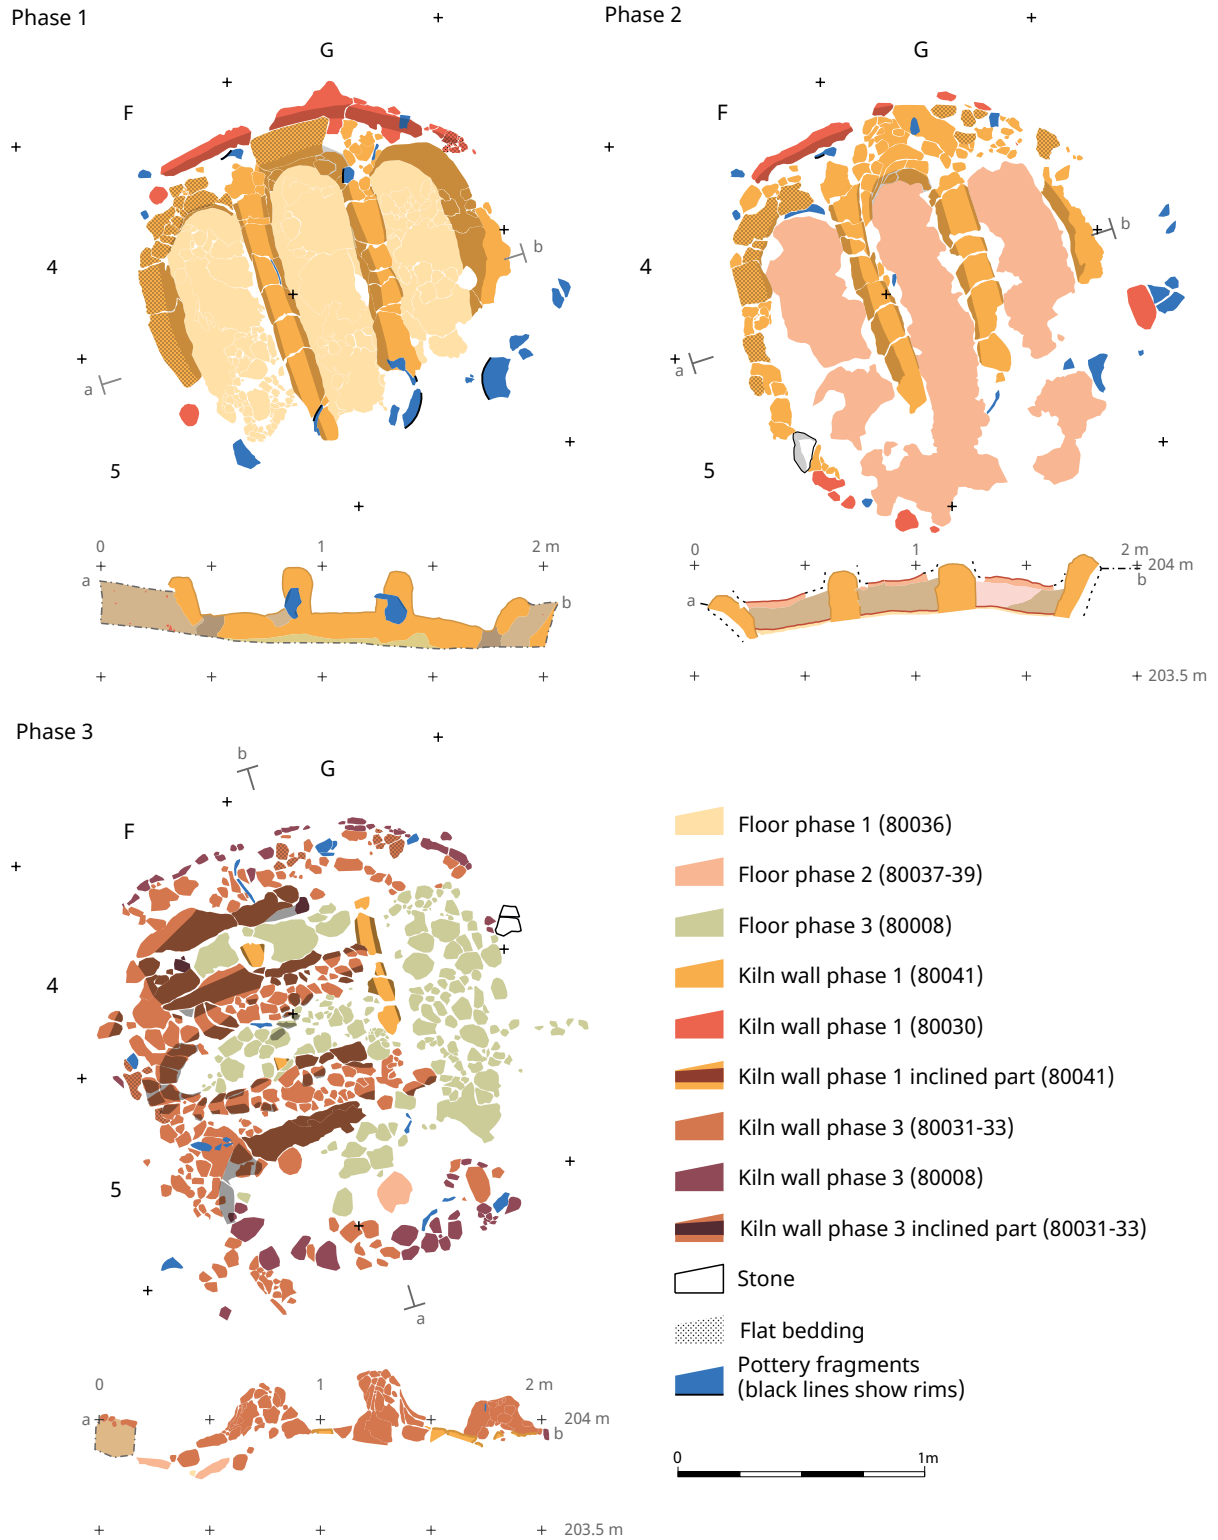 Phase 1
G
F
4
b
a
5
0
1
2 m
a
b
Phase 2
G
F
4
b
a
5
0
1
2 m
204 m
a
b
203.5 m
Phase 3
b
G
F
4
5
a
0
1
2 m
a
204 m
b
203.5 m
Floor phase 1 (80036)
Floor phase 2 (80037-39)
Floor phase 3 (80008)
Kiln wall phase 1 (80041)
Kiln wall phase 1 (80030)
Kiln wall phase 1 inclined part (80041)
Kiln wall phase 3 (80031-33)
Kiln wall phase 3 (80008)
Kiln wall phase 3 inclined part (80031-33)
Stone
Flat bedding
Pottery fragments
(black lines show rims)
0
1m